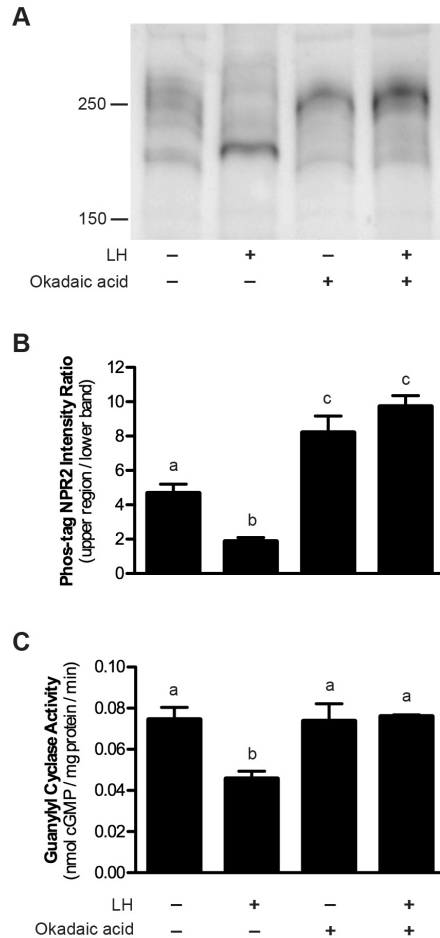 A
250
150
LH – + – +
Okadaic acid – – + +
B
Phos-tag NPR2 Intensity Ratio
(upper region / lower band)
12
10
8
6
4
2
0
a
b
c
c
C
Guanylyl Cyclase Activity
(nmol cGMP / mg protein / min)
0.10
0.08
0.06
0.04
0.02
0.00
a
b
a
a
LH – + – +
Okadaic acid – – + +